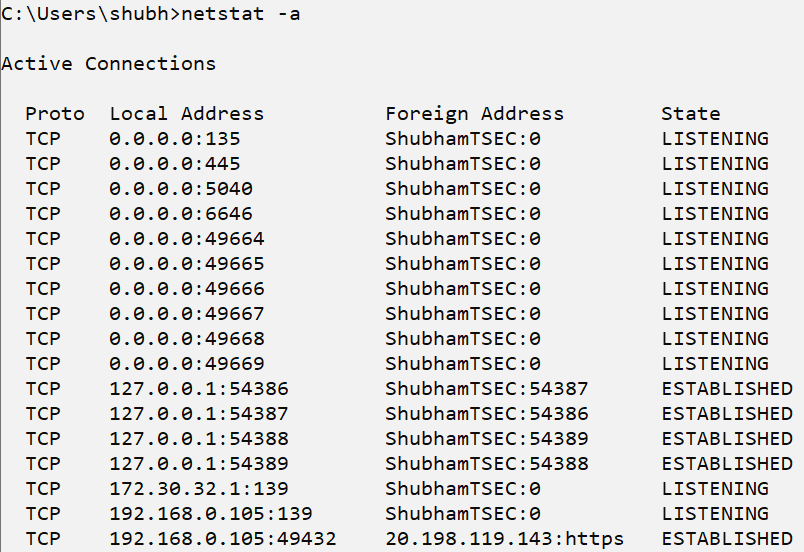 C:\Users\shubh>netstat -a
Active Connections
Proto  Local Address          Foreign Address        State
TCP    0.0.0.0:135            ShubhamTSEC:0          LISTENING
TCP    0.0.0.0:445            ShubhamTSEC:0          LISTENING
TCP    0.0.0.0:5040           ShubhamTSEC:0          LISTENING
TCP    0.0.0.0:6646           ShubhamTSEC:0          LISTENING
TCP    0.0.0.0:49664          ShubhamTSEC:0          LISTENING
TCP    0.0.0.0:49665          ShubhamTSEC:0          LISTENING
TCP    0.0.0.0:49666          ShubhamTSEC:0          LISTENING
TCP    0.0.0.0:49667          ShubhamTSEC:0          LISTENING
TCP    0.0.0.0:49668          ShubhamTSEC:0          LISTENING
TCP    0.0.0.0:49669          ShubhamTSEC:0          LISTENING
TCP    127.0.0.1:54386        ShubhamTSEC:54387      ESTABLISHED
TCP    127.0.0.1:54387        ShubhamTSEC:54386      ESTABLISHED
TCP    127.0.0.1:54388        ShubhamTSEC:54389      ESTABLISHED
TCP    127.0.0.1:54389        ShubhamTSEC:54388      ESTABLISHED
TCP    172.30.32.1:139        ShubhamTSEC:0          LISTENING
TCP    192.168.0.105:139      ShubhamTSEC:0          LISTENING
TCP    192.168.0.105:49432    20.198.119.143:https   ESTABLISHED